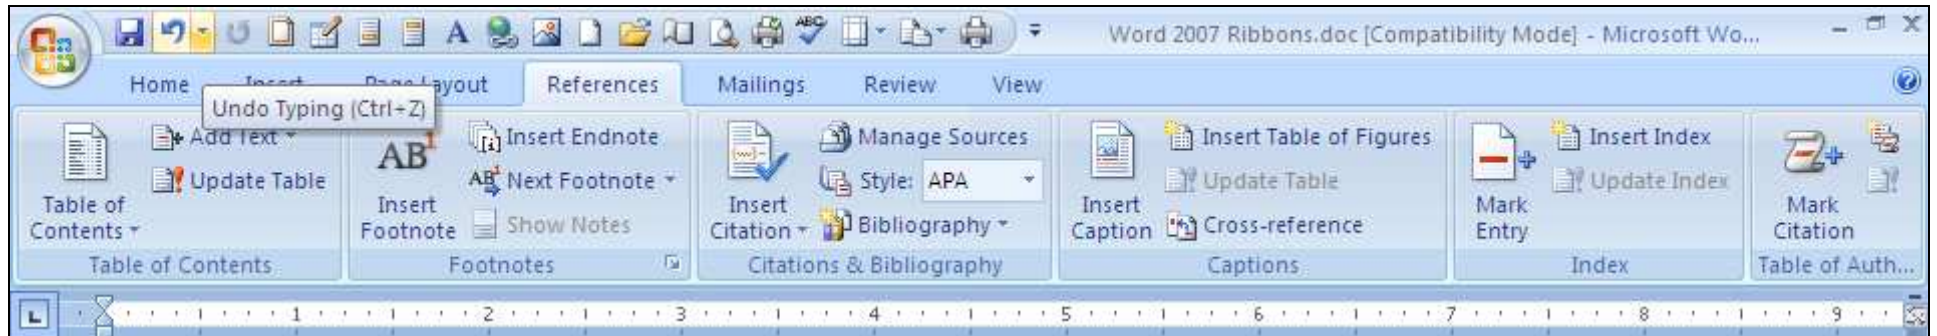 Word 2007 Ribbons.doc [Compatibility Mode] - Microsoft Wo...
Home Insert Page Layout References Mailings Review View
Undo Typing (Ctrl+Z)
Table of
Contents
Add Text
Update Table
Table of Contents
AB1
Insert
Footnote
Insert Endnote
AB1 Next Footnote
Show Notes
Footnotes
Insert
Citation
Manage Sources
Style: APA
Bibliography
Citations & Bibliography
Insert
Caption
Insert Table of Figures
Update Table
Cross-reference
Captions
Mark
Entry
Insert Index
Update Index
Index
Mark
Citation
Table of Auth...
1 2 3 4 5 6 7 8 9